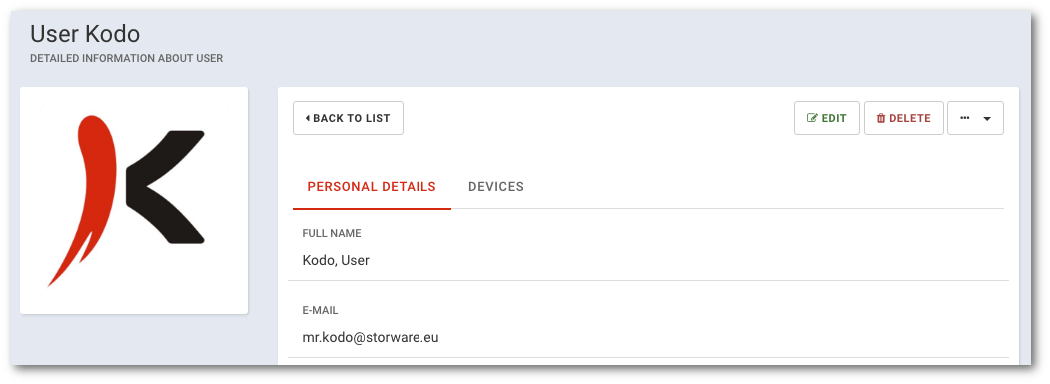 User Kodo
DETAILED INFORMATION ABOUT USER
BACK TO LIST
EDIT
DELETE
...
PERSONAL DETAILS
DEVICES
FULL NAME
Kodo, User
E-MAIL
mr.kodo@storware.eu